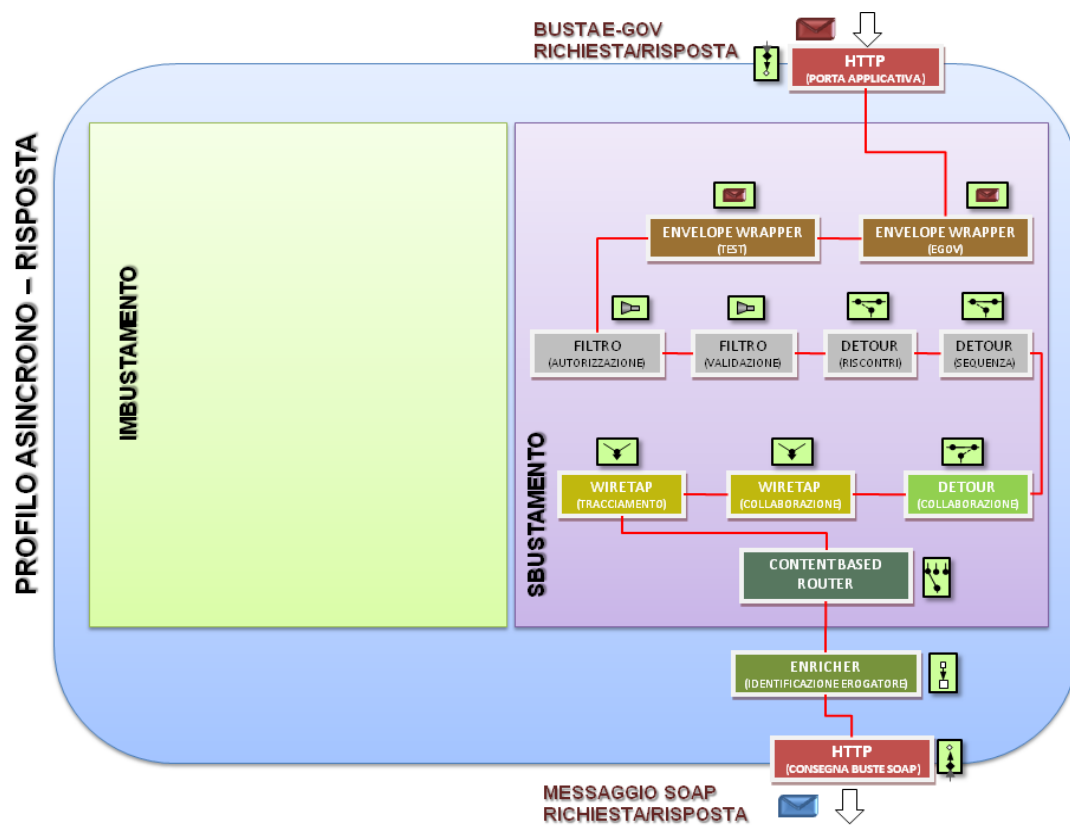 BUSTAE-GOV
RICHIESTA/RISPOSTA
HTTP
(PORTA APPLICATIVA)
PROFILO ASINCRONO – RISPOSTA
IMBUSTAMENTO
SBUSTAMENTO
ENVELOPE WRAPPER
(TEST)
ENVELOPE WRAPPER
(EGOV)
FILTRO
(AUTORIZZAZIONE)
FILTRO
(VALIDAZIONE)
DETOUR
(RISCONTRI)
DETOUR
(SEQUENZA)
WIRETAP
(TRACCIAMENTO)
WIRETAP
(COLLABORAZIONE)
DETOUR
(COLLABORAZIONE)
CONTENT BASED
ROUTER
ENRICHER
(IDENTIFICAZIONE EROGATORE)
HTTP
(CONSEGNA BUSTE SOAP)
MESSAGGIO SOAP
RICHIESTA/RISPOSTA